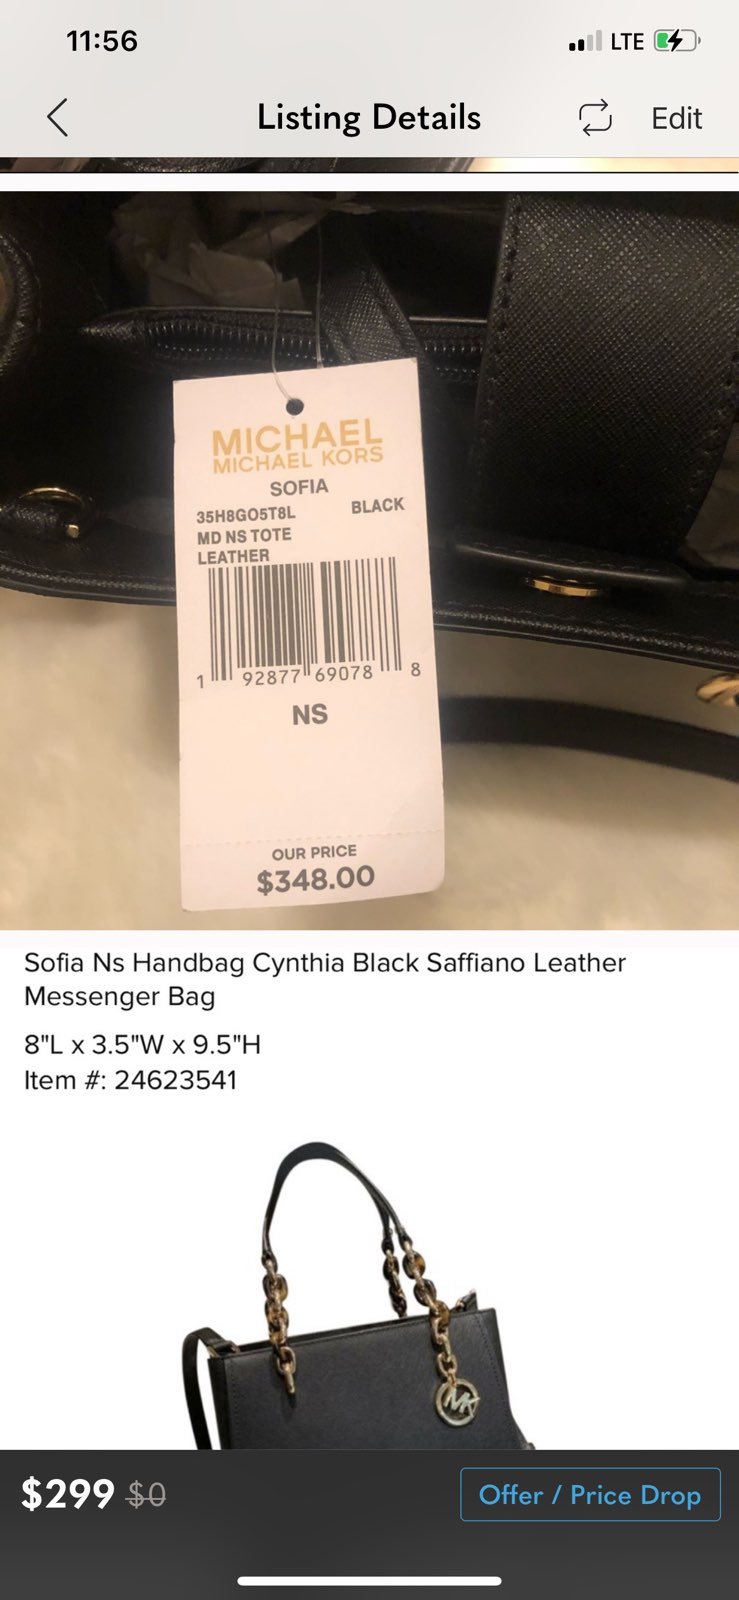 11:56
LTE
Listing Details
Edit
MICHAEL
MICHAEL KORS
SOFIA
35H8GO5T8L BLACK
MD NS TOTE
LEATHER
1 92877 69078 8
NS
OUR PRICE
$348.00
Sofia Ns Handbag Cynthia Black Saffiano Leather
Messenger Bag
8"L x 3.5"W x 9.5"H
Item #: 24623541
MK
$299 $0
Offer / Price Drop